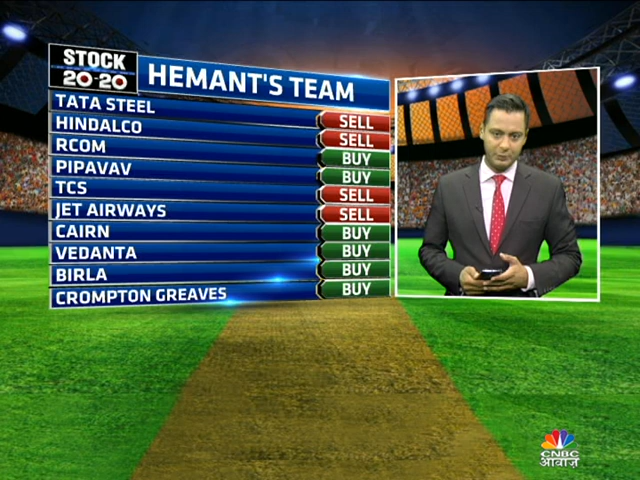 STOCK
20-20
HEMANT'S TEAM
TATA STEEL SELL
HINDALCO SELL
RCOM BUY
PIPAVAV BUY
TCS SELL
JET AIRWAYS SELL
CAIRN BUY
VEDANTA BUY
BIRLA BUY
CROMPTON GREAVES BUY
CNBC
आवाज़